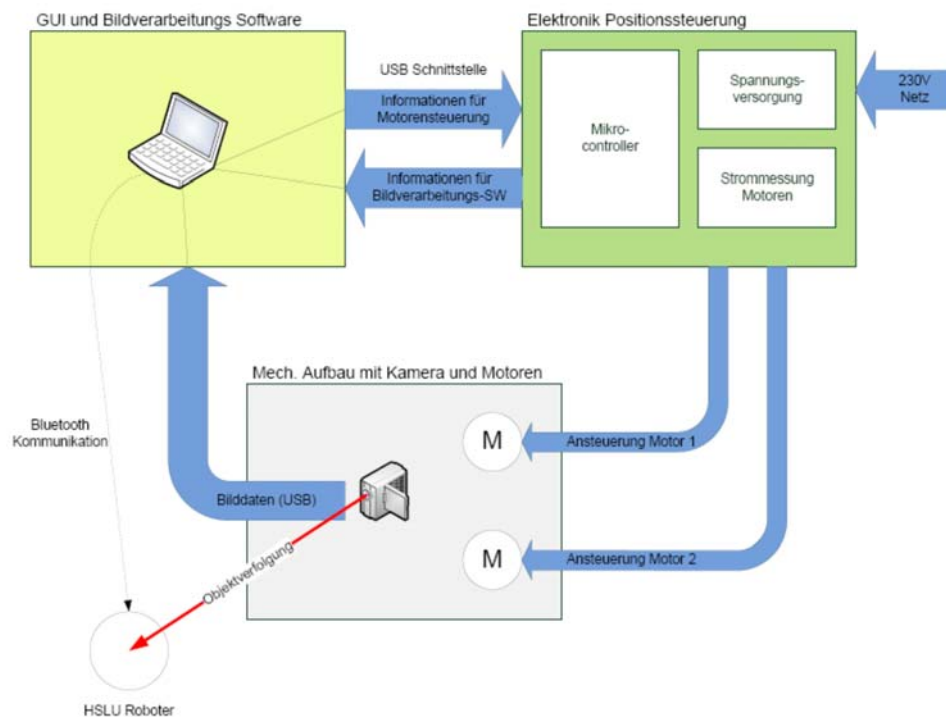 GUI und Bildverarbeitungs Software
Elektronik Positionssteuerung
USB Schnittstelle
Informationen für
Motorensteuerung
Informationen für
Bildverarbeitungs-SW
Mikro-
controller
Spannungs-
versorgung
Strommessung
Motoren
230V
Netz
Mech. Aufbau mit Kamera und Motoren
Bluetooth
Kommunikation
M
Ansteuerung Motor 1
Bilddaten (USB)
Objektverfolgung
M
Ansteuerung Motor 2
HSLU Roboter